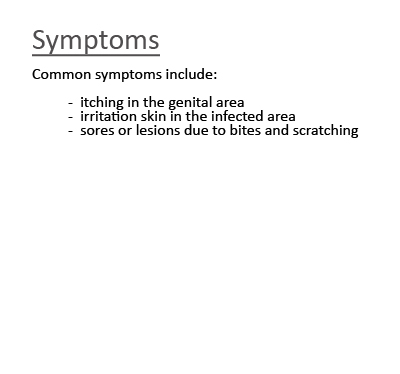 Symptoms
Common symptoms include:
- itching in the genital area
- irritation skin in the infected area
- sores or lesions due to bites and scratching